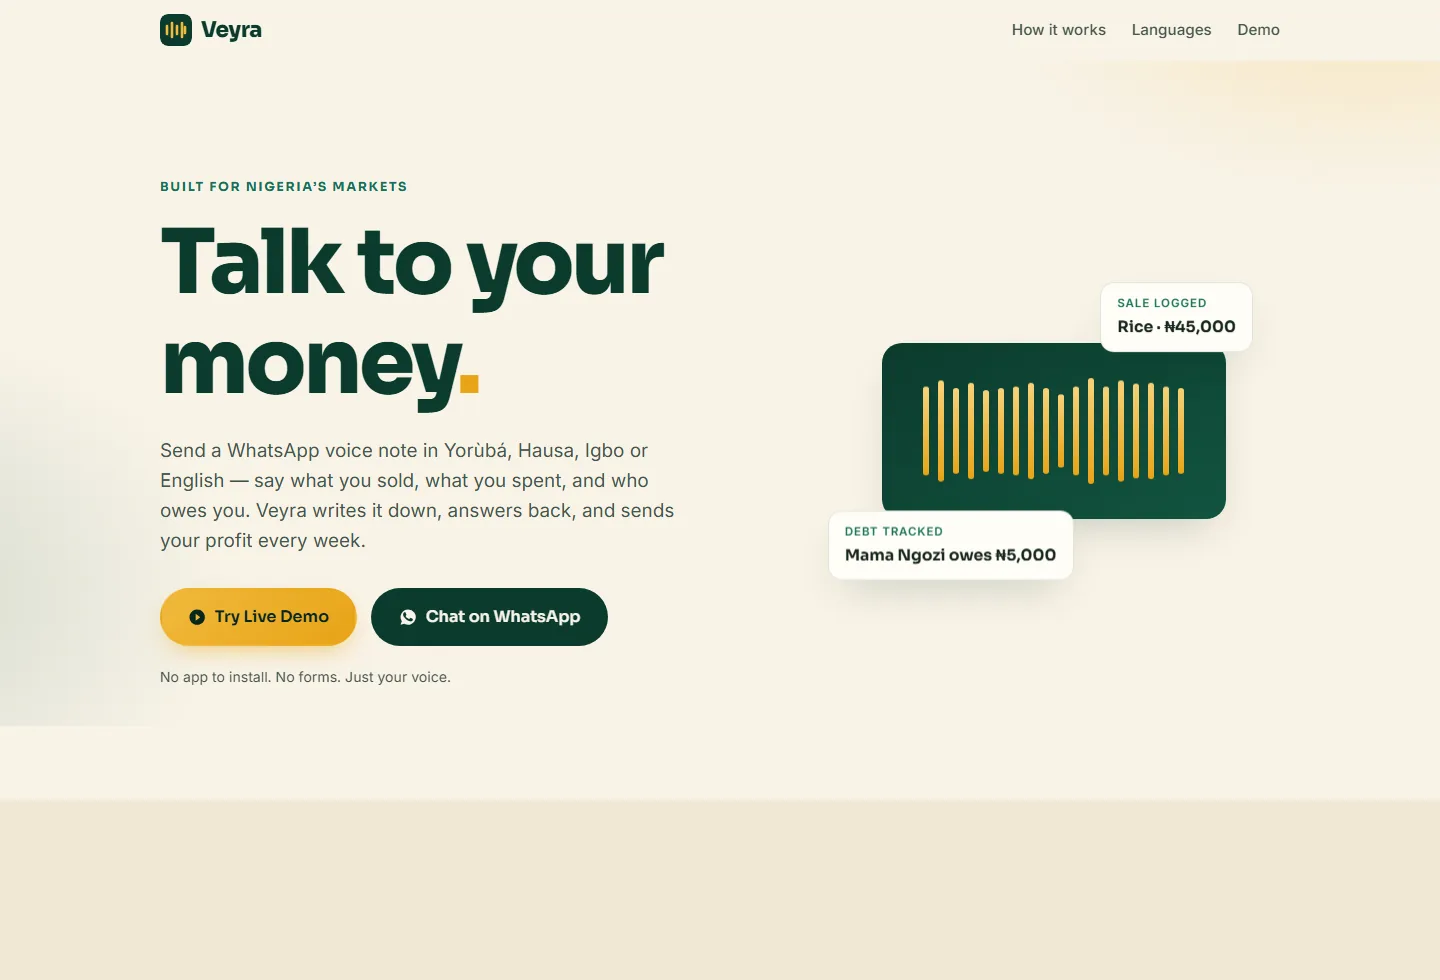 Veyra
How it works
Languages
Demo
BUILT FOR NIGERIA’S MARKETS
Talk to your
money.
Send a WhatsApp voice note in Yorùbá, Hausa, Igbo or
English — say what you sold, what you spent, and who
owes you. Veyra writes it down, answers back, and sends
your profit every week.
Try Live Demo
Chat on WhatsApp
No app to install. No forms. Just your voice.
SALE LOGGED
Rice · ₦45,000
DEBT TRACKED
Mama Ngozi owes ₦5,000